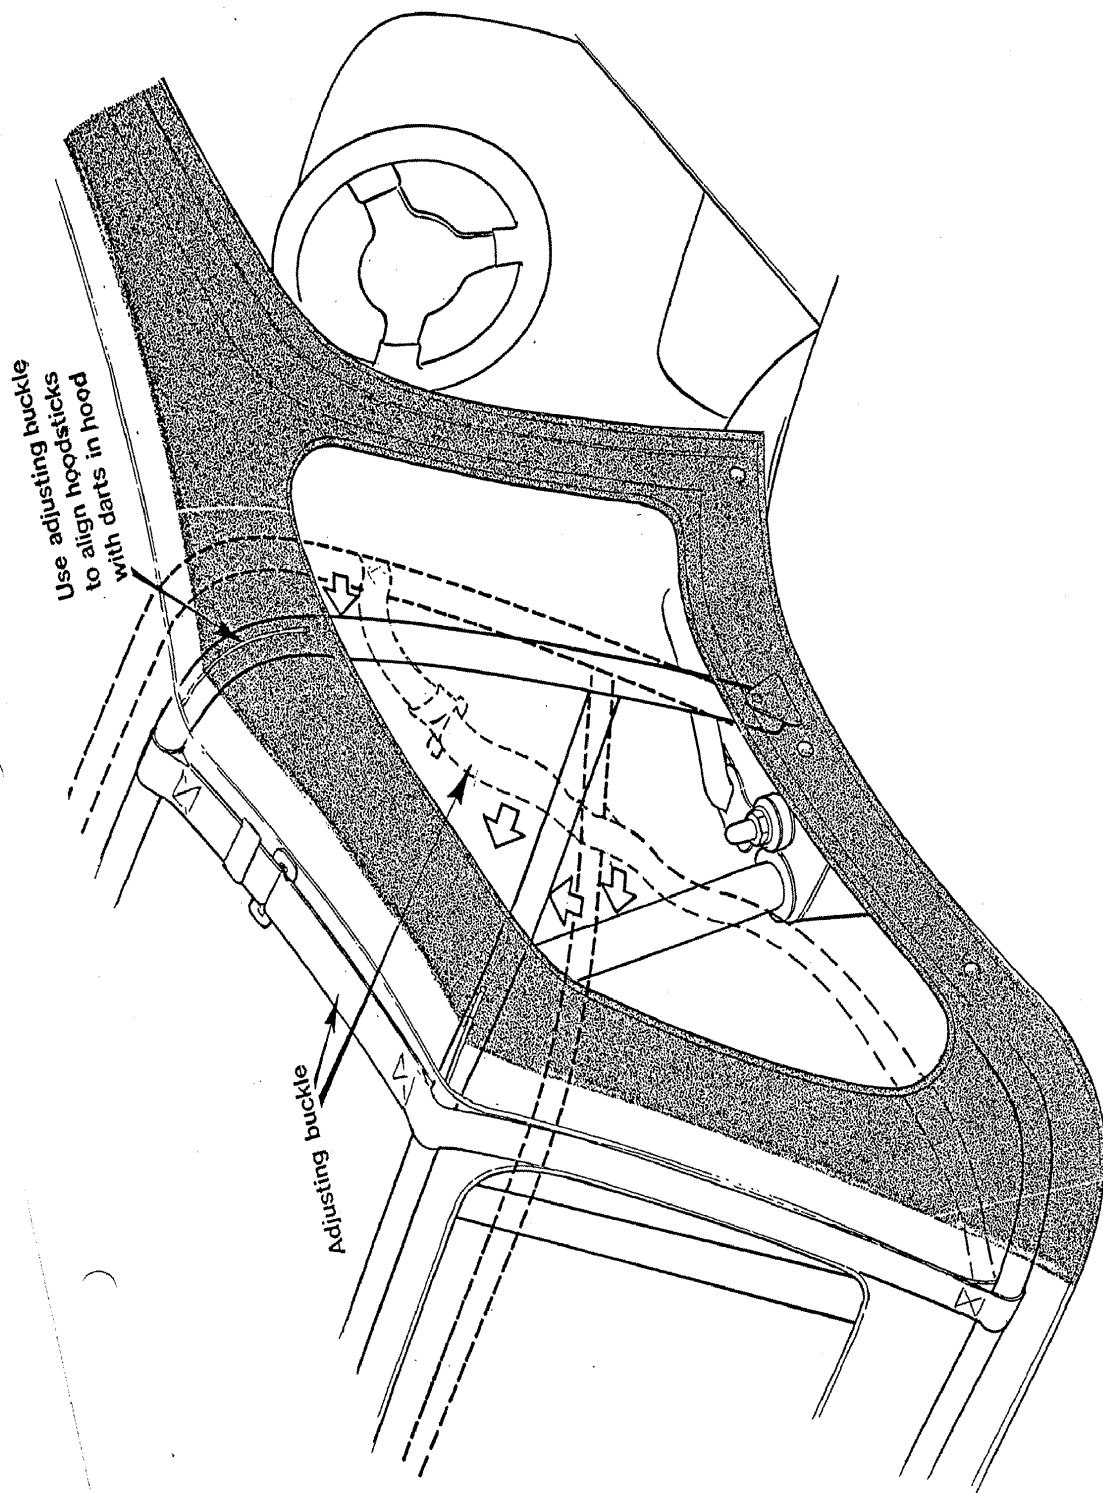 Use adjusting buckle
to align hoodsticks
with darts in hood
Adjusting buckle